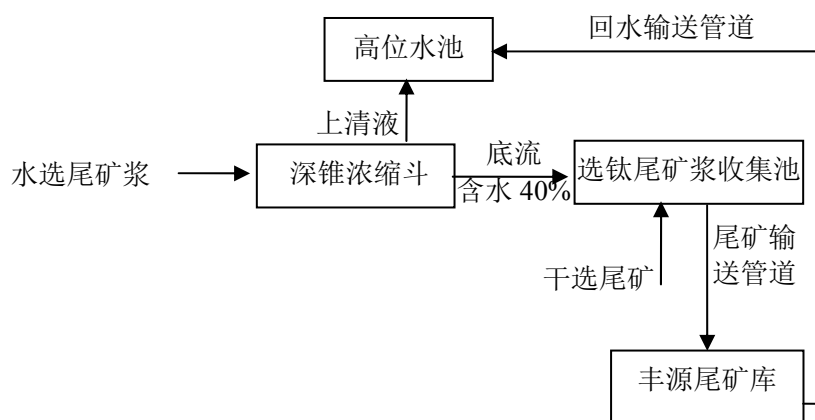 回水输送管道
高位水池
上清液
水选尾矿浆
深锥浓缩斗
底流
含水 40%
选钛尾矿浆收集池
干选尾矿
尾矿输
送管道
丰源尾矿库